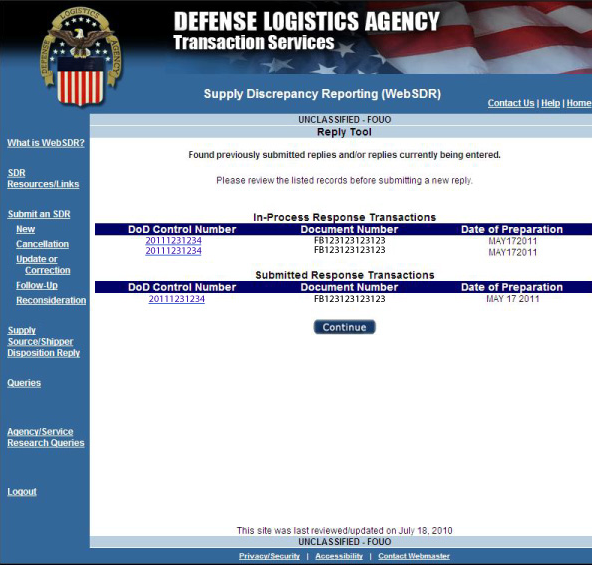 DEFENSE LOGISTICS AGENCY
DEFENSE LOGISTICS AGENCY
Transaction Services
Supply Discrepancy Reporting (WebSDR)
Contact Us | Help | Home
UNCLASSIFIED - FOUO
Reply Tool
What is WebSDR?
SDR
Resources/Links
Submit an SDR
New
Cancellation
Update or
Correction
Follow-Up
Reconsideration
Supply
Source/Shipper
Disposition Reply
Queries
Agency/Service
Research Queries
Logout
Found previously submitted replies and/or replies currently being entered.
Please review the listed records before submitting a new reply.
In-Process Response Transactions
DoD Control Number Document Number Date of Preparation
20111231234 FB123123123123 MAY172011
20111231234 FB123123123123 MAY172011
Submitted Response Transactions
DoD Control Number Document Number Date of Preparation
20111231234 FB123123123123 MAY 17 2011
Continue
This site was last reviewed/updated on July 18, 2010
UNCLASSIFIED - FOUO
Privacy/Security | Accessibility | Contact Webmaster